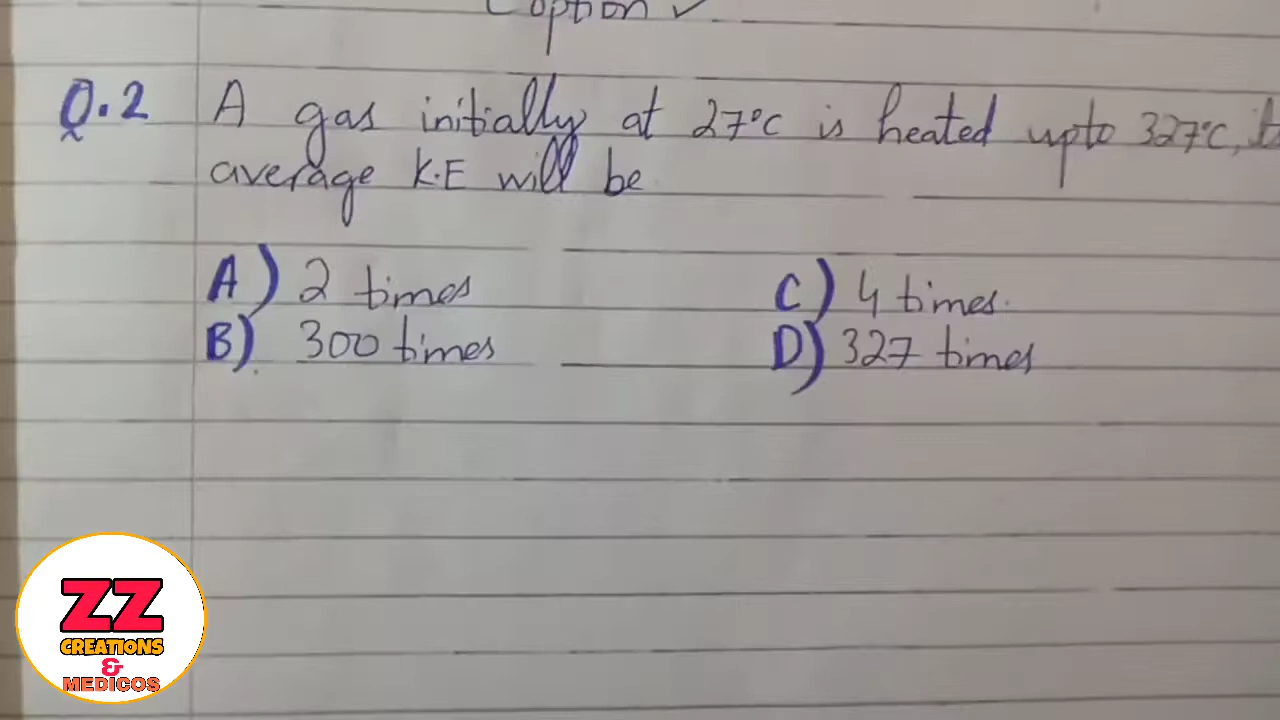 option ✓
Q.2 A gas initially at 27°C is heated upto 327°C,
average K.E will be
A) 2 times
C) 4 times.
B) 300 times
D) 327 times
ZZ
CREATIONS
&
MEDICOS